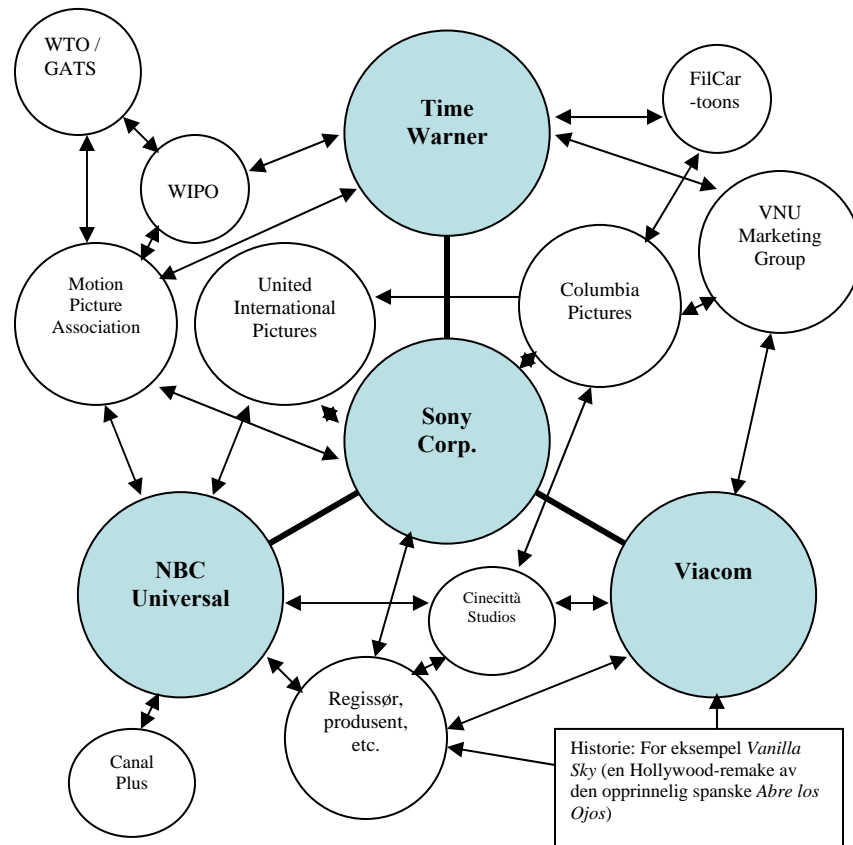 WTO /
GATS
Time
Warner
FilCar
-toons
WIPO
VNU
Marketing
Group
Motion
Picture
Association
United
International
Pictures
Columbia
Pictures
Sony
Corp.
NBC
Universal
Cinecittà
Studios
Viacom
Regissør,
produsent,
etc.
Canal
Plus
Historie: For eksempel Vanilla
Sky (en Hollywood-remake av
den opprinnelig spanske Abre los
Ojos)